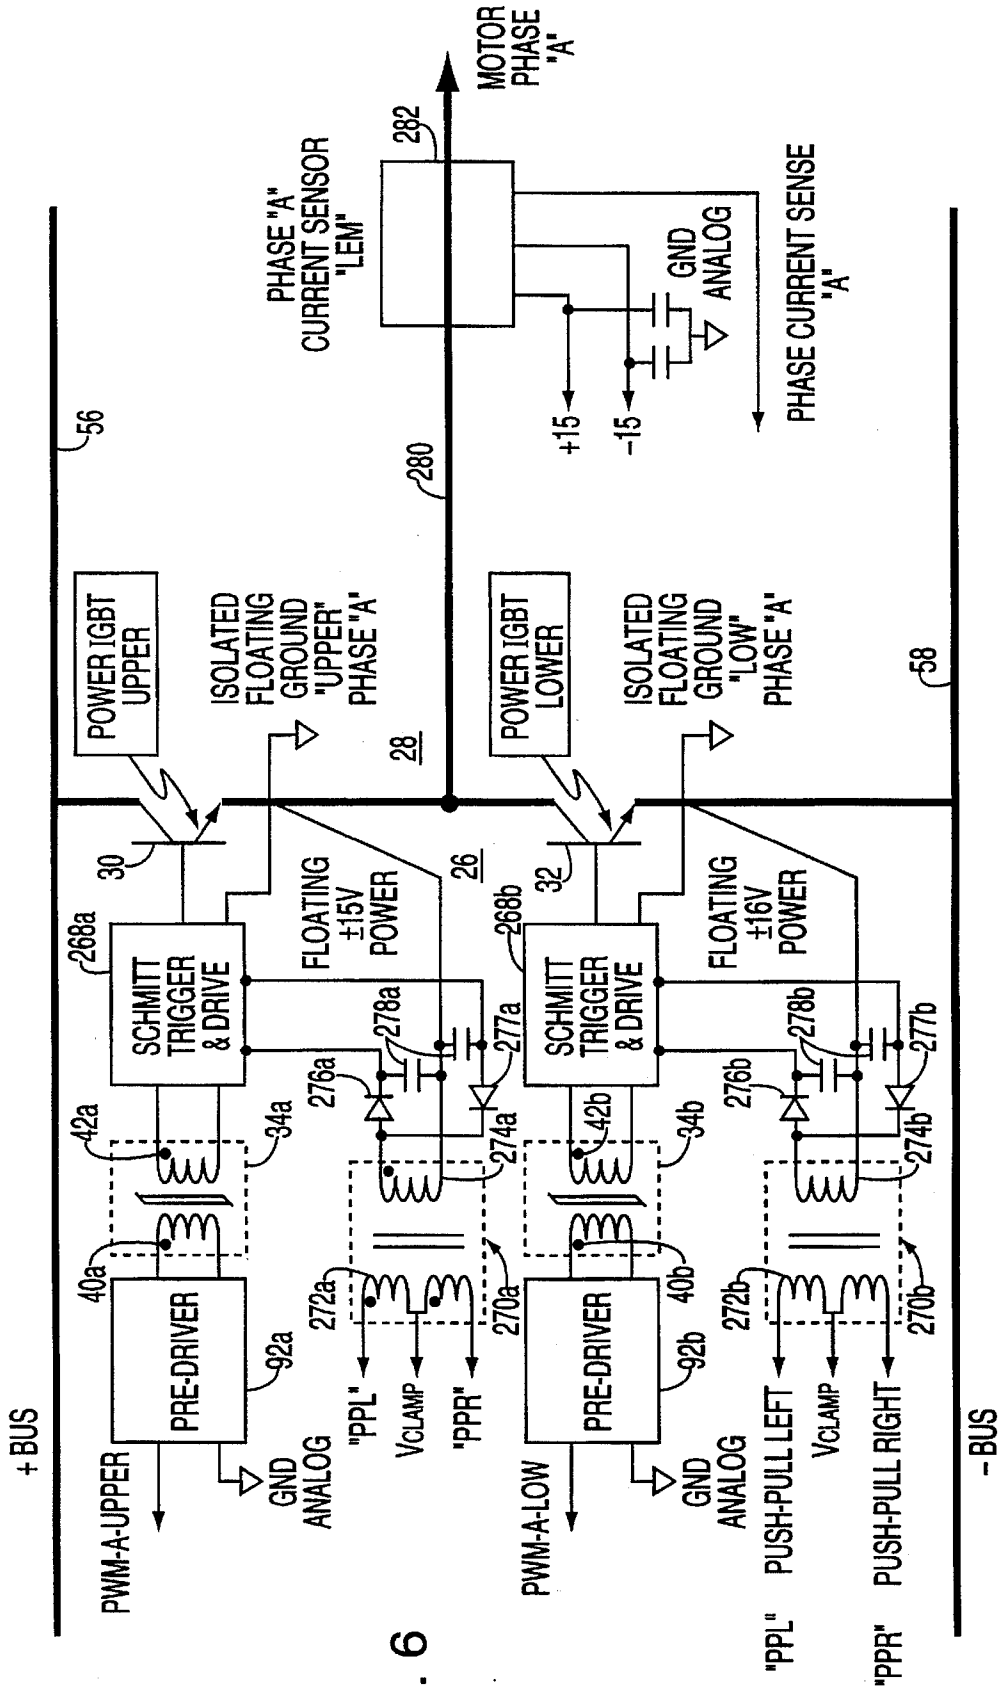 + BUS
56
PWM-A-UPPER
GND
ANALOG
PRE-DRIVER
92a
40a
42a
34a
SCHMITT
TRIGGER
& DRIVE
268a
30
POWER IGBT
UPPER
ISOLATED
FLOATING
GROUND
"UPPER"
PHASE "A"
28
26
FLOATING
±15V
POWER
"PPL"
VCLAMP
"PPR"
272a
270a
274a
276a
278a
277a
280
PHASE "A"
CURRENT SENSOR
"LEM"
282
MOTOR
PHASE
"A"
+15
-15
GND
ANALOG
PHASE CURRENT SENSE
"A"
PWM-A-LOW
GND
ANALOG
PRE-DRIVER
92b
40b
42b
34b
SCHMITT
TRIGGER
& DRIVE
268b
32
POWER IGBT
LOWER
ISOLATED
FLOATING
GROUND
"LOW"
PHASE "A"
FLOATING
±16V
POWER
"PPL" PUSH-PULL LEFT
VCLAMP
"PPR" PUSH-PULL RIGHT
272b
270b
274b
276b
278b
277b
58
- BUS
. 6